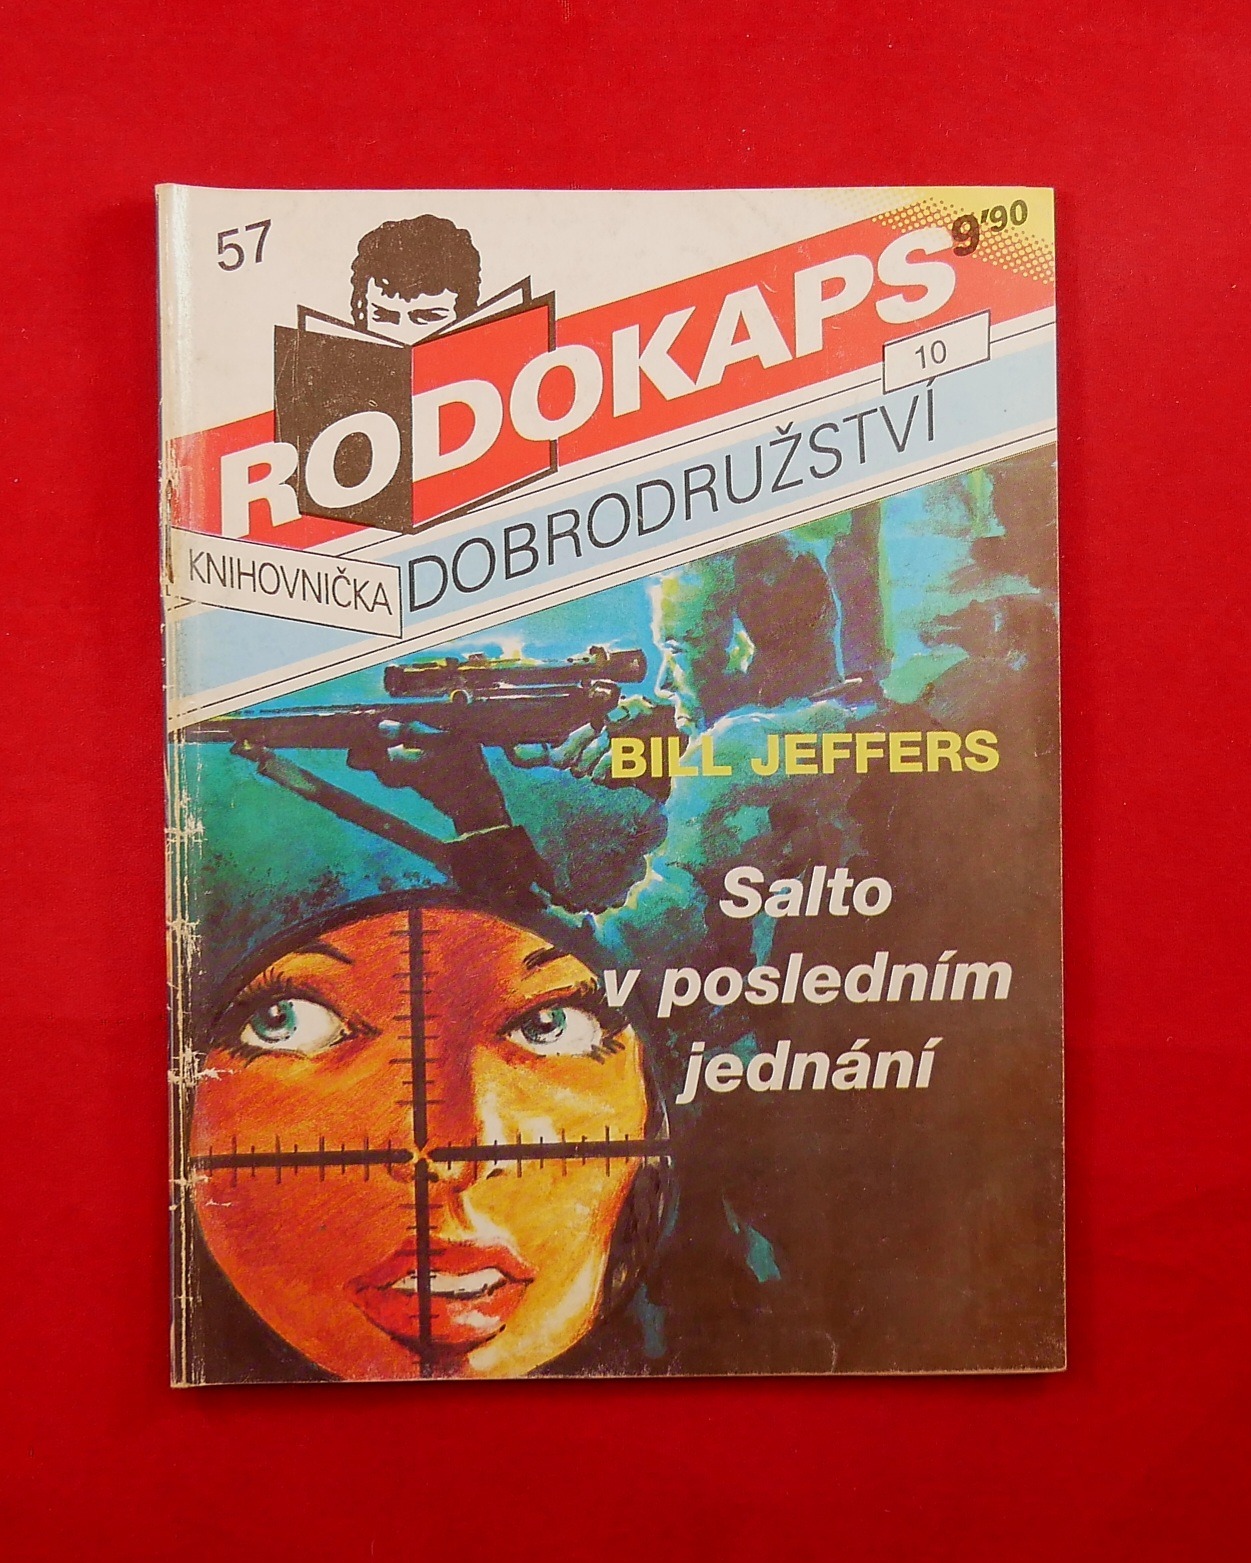 57
9'90
RODOKAPS
10
KNIHOVNIČKA
DOBRODRUŽSTVÍ
BILL JEFFERS
Salto
v posledním
jednání